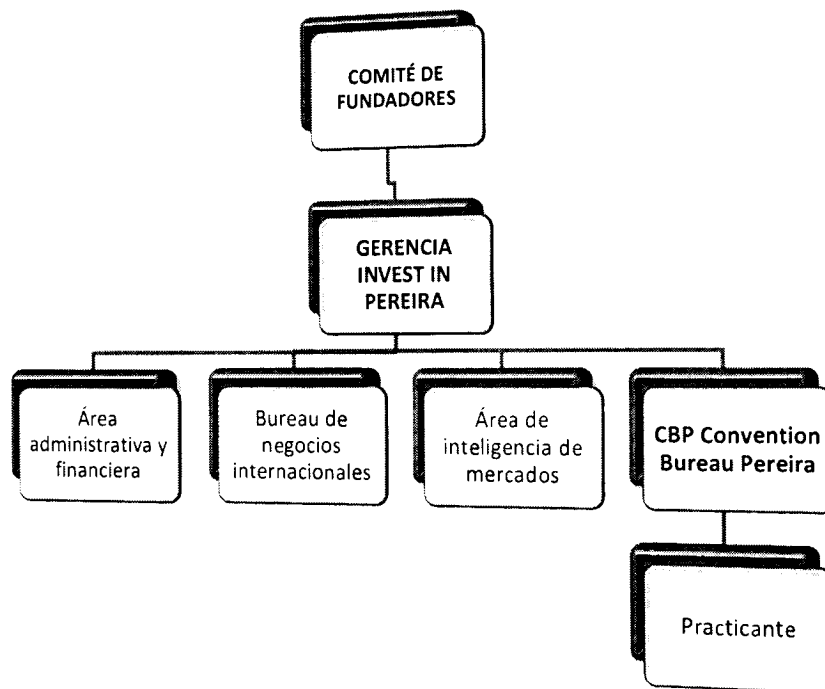 COMITÉ DE
FUNDADORES
GERENCIA
INVEST IN
PEREIRA
Área
administrativa y
financiera
Bureau de
negocios
internacionales
Área de
inteligencia de
mercados
CBP Convention
Bureau Pereira
Practicante